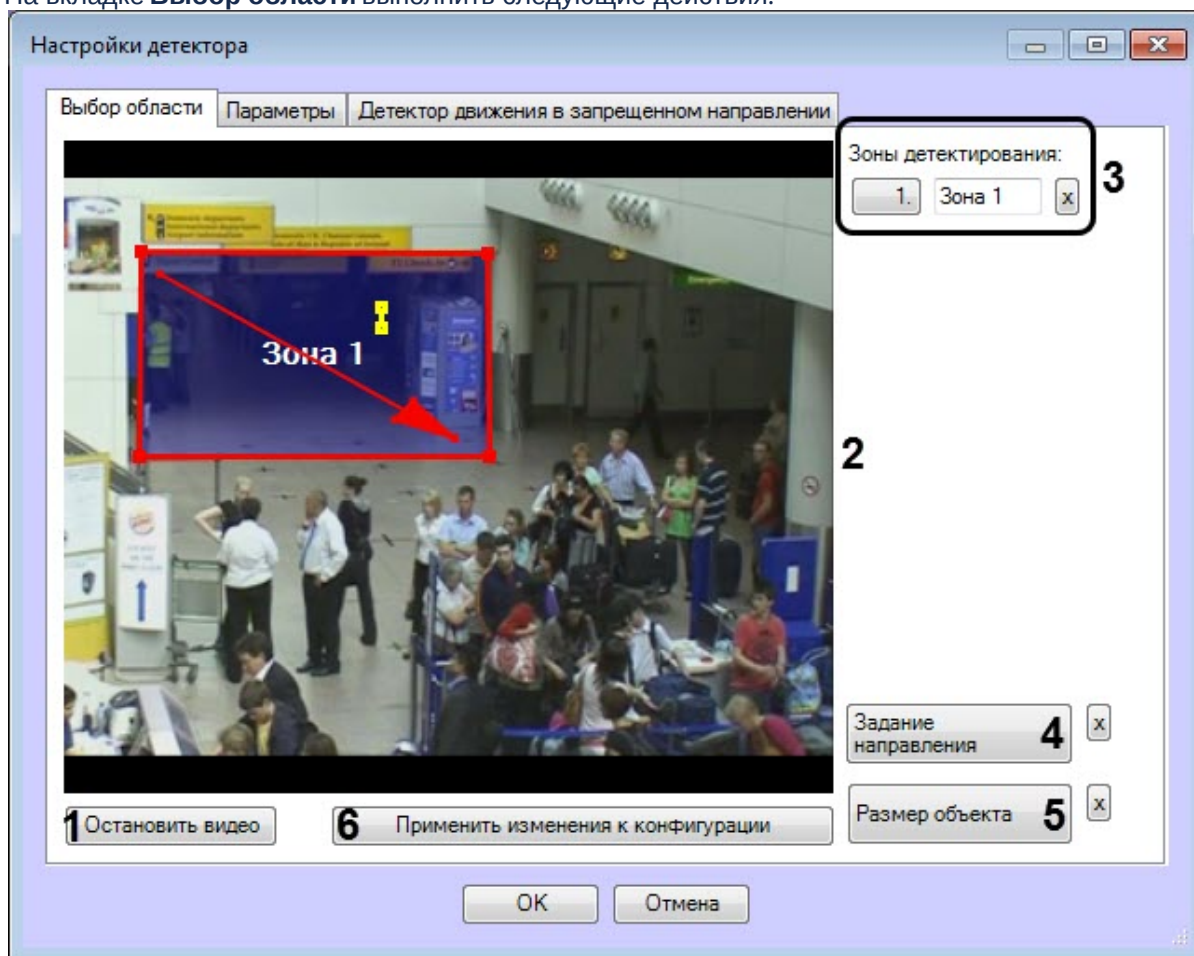 На вкладке Выбор области выполнить следующие действия:
Настройки детектора
Выбор области Параметры Детектор движения в запрещенном направлении
Зоны детектирования:
3
1. Зона 1 x
Зона 1
2
Задание
направления 4 x
Размер объекта 5 x
1 Остановить видео 6 Применить изменения к конфигурации
OK Отмена